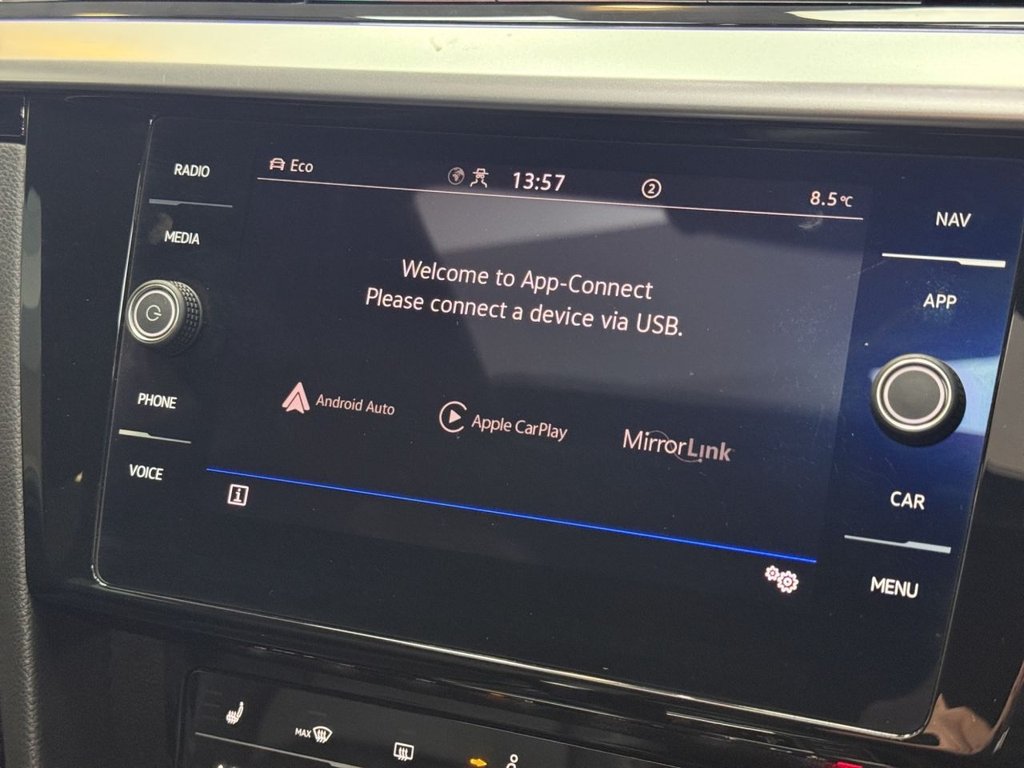 RADIO
MEDIA
PHONE
VOICE
Eco
13:57
2
8.5°C
Welcome to App-Connect
Please connect a device via USB.
Android Auto
Apple CarPlay
MirrorLink
i
NAV
APP
CAR
MENU
MAX